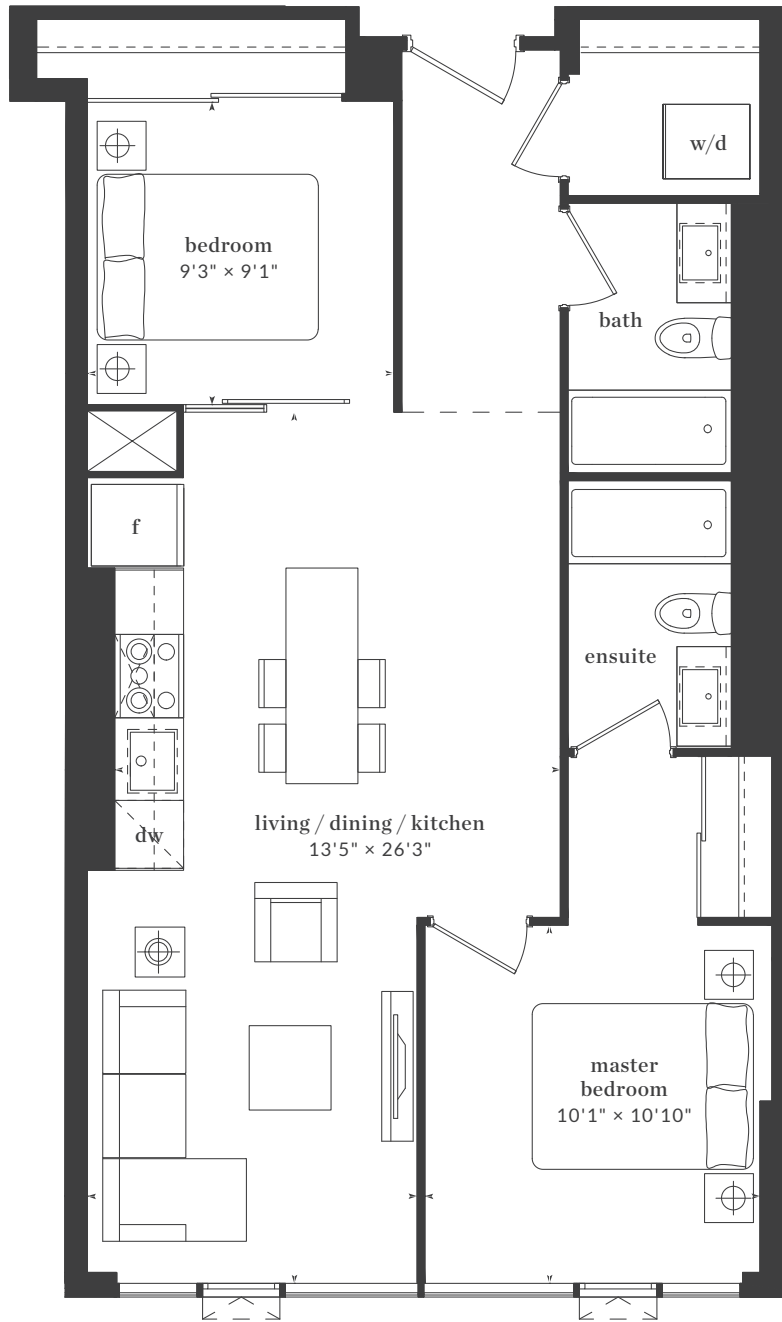 w/d
bedroom
9'3" × 9'1"
bath
f
ensuite
living / dining / kitchen
13'5" × 26'3"
dw
master
bedroom
10'1" × 10'10"